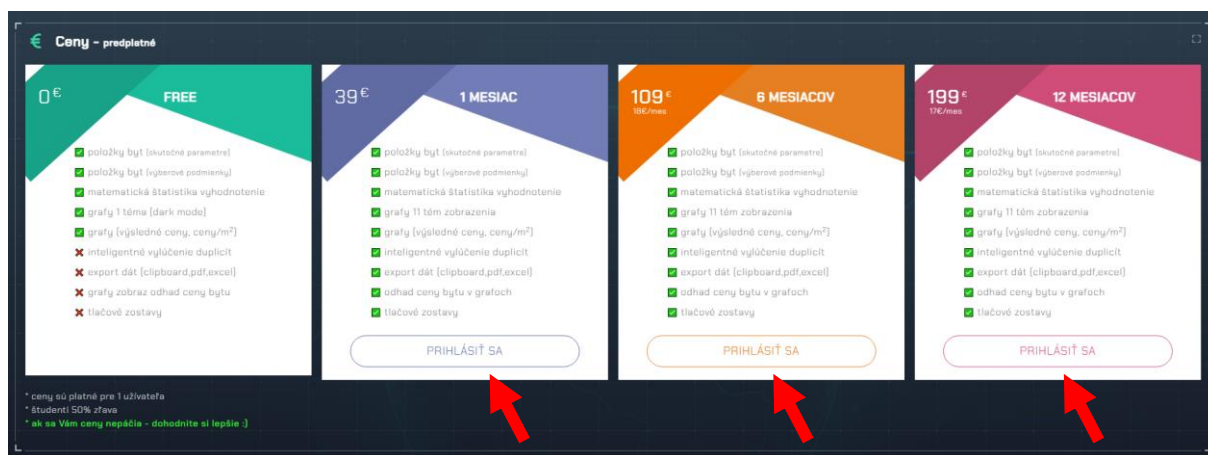 € Ceny - predplatné
0€
FREE
položky byt [skutočné parametre]
položky byt [výberové podmienky]
matematická štatistika vyhodnotenie
grafy 1 téma [dark mode]
grafy [výsledné ceny, ceny/m²]
inteligentné vylúčenie duplicít
export dát [clipboard,pdf,excel]
grafy zobraz odhad ceny bytu
tlačové zostavy
39€
1 MESIAC
položky byt [skutočné parametre]
položky byt [výberové podmienky]
matematická štatistika vyhodnotenie
grafy 11 tém zobrazenia
grafy [výsledné ceny, ceny/m²]
inteligentné vylúčenie duplicít
export dát [clipboard,pdf,excel]
odhad ceny bytu v grafoch
tlačové zostavy
PRIHLÁSIŤ SA
109€
18€/mes
6 MESIACOV
položky byt [skutočné parametre]
položky byt [výberové podmienky]
matematická štatistika vyhodnotenie
grafy 11 tém zobrazenia
grafy [výsledné ceny, ceny/m²]
inteligentné vylúčenie duplicít
export dát [clipboard,pdf,excel]
odhad ceny bytu v grafoch
tlačové zostavy
PRIHLÁSIŤ SA
199€
17€/mes
12 MESIACOV
položky byt [skutočné parametre]
položky byt [výberové podmienky]
matematická štatistika vyhodnotenie
grafy 11 tém zobrazenia
grafy [výsledné ceny, ceny/m²]
inteligentné vylúčenie duplicít
export dát [clipboard,pdf,excel]
odhad ceny bytu v grafoch
tlačové zostavy
PRIHLÁSIŤ SA
* ceny sú platné pre 1 užívateľa
* študenti 50% zľava
* ak sa Vám ceny nepáčia - dohodnite si lepšie :]